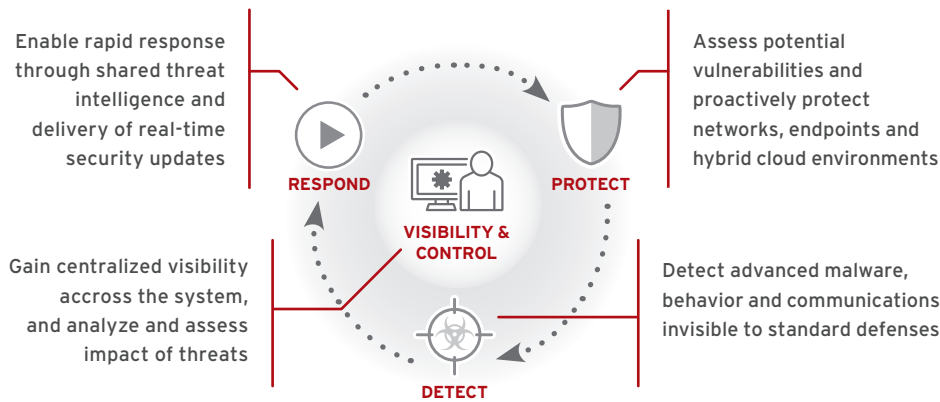 Enable rapid response
through shared threat
intelligence and
delivery of real-time
security updates
RESPOND
Assess potential
vulnerabilities and
proactively protect
networks, endpoints and
hybrid cloud environments
PROTECT
VISIBILITY &
CONTROL
Gain centralized visibility
accross the system,
and analyze and assess
impact of threats
Detect advanced malware,
behavior and communications
invisible to standard defenses
DETECT